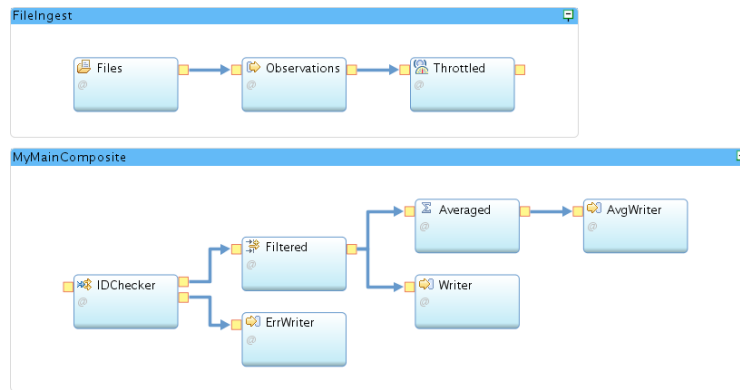 FileIngest
Files
Observations
Throttled
@
@
@
MyMainComposite
Averaged
AvgWriter
@
@
Filtered
@
IDChecker
Writer
@
@
ErrWriter
@